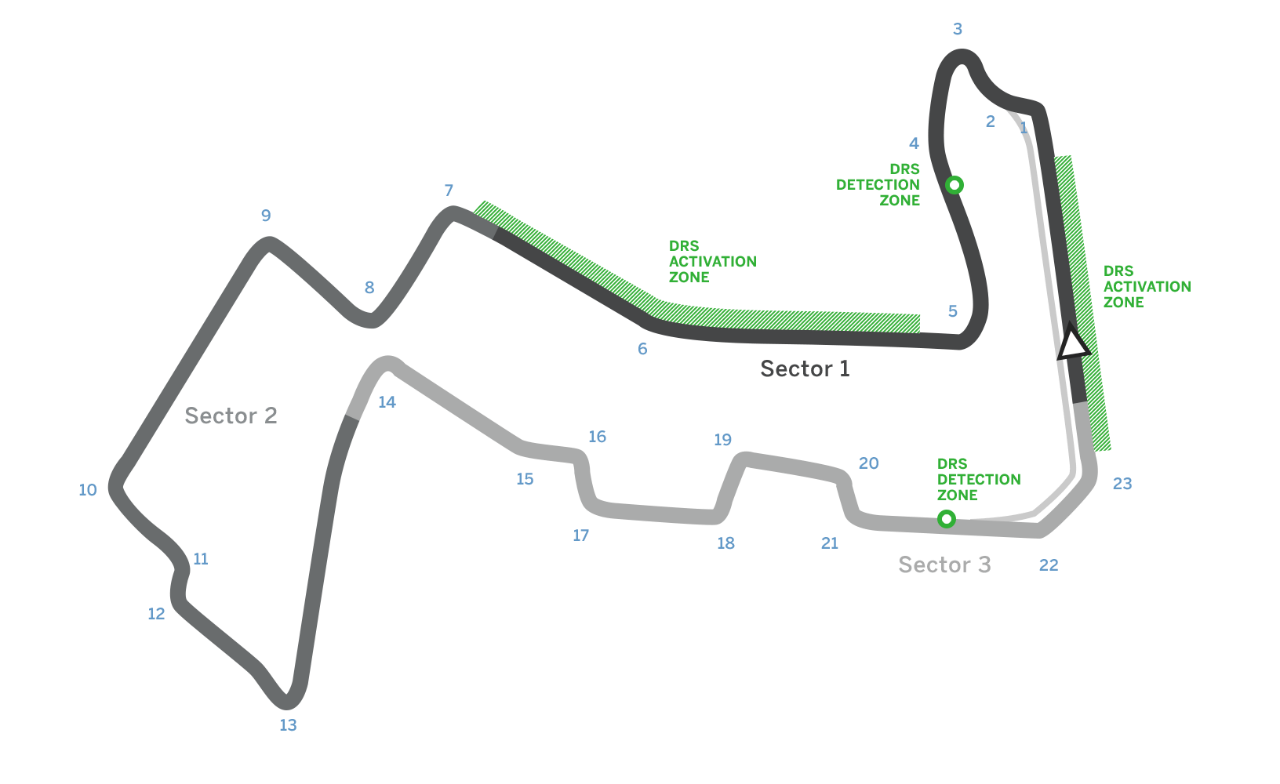 3
2
1
4
DRS
DETECTION
ZONE
7
9
DRS
ACTIVATION
ZONE
DRS
ACTIVATION
ZONE
8
5
6
Sector 1
14
Sector 2
16
19
20
DRS
DETECTION
ZONE
15
23
10
17
18
21
11
Sector 3
22
12
13